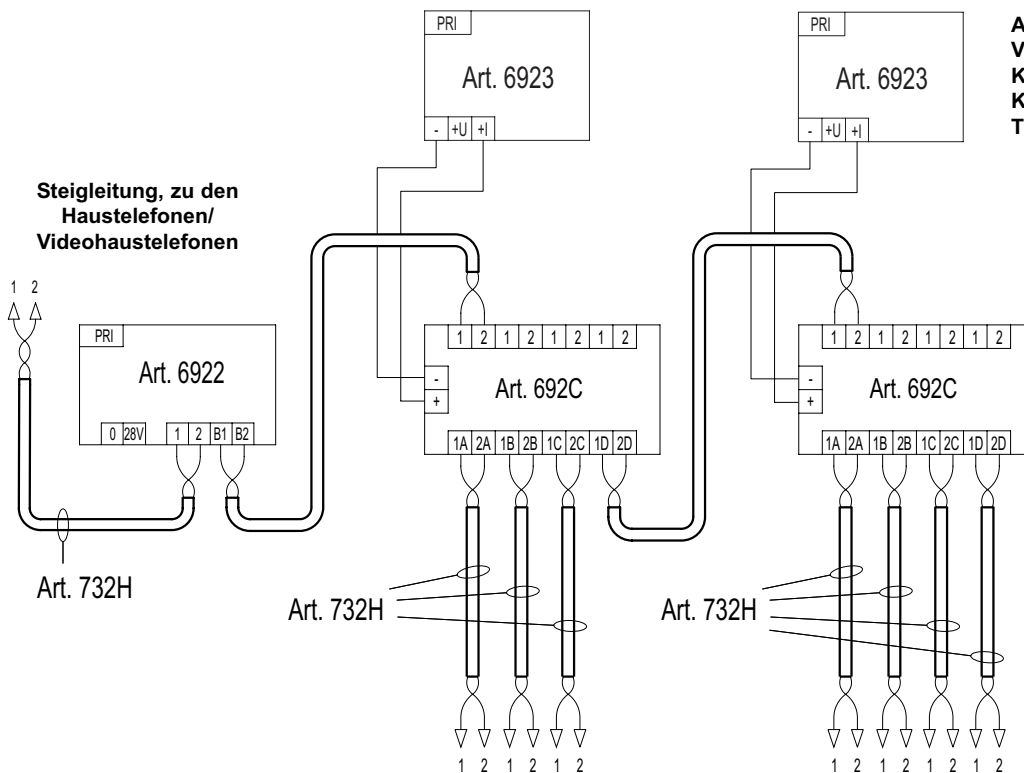 PRI
Art. 6923
- +U +I
PRI
Art. 6923
- +U +I
A
V
K
K
T
Steigleitung, zu den
Haustelefonen/
Videohaustelefonen
1 2
PRI
Art. 6922
0 28V 1 2 B1 B2
1 2 1 2 1 2 1 2
Art. 692C
-
+
1A 2A 1B 2B 1C 2C 1D 2D
1 2 1 2 1 2 1 2
Art. 692C
-
+
1A 2A 1B 2B 1C 2C 1D 2D
Art. 732H
Art. 732H
Art. 732H
1 2 1 2 1 2
1 2 1 2 1 2 1 2